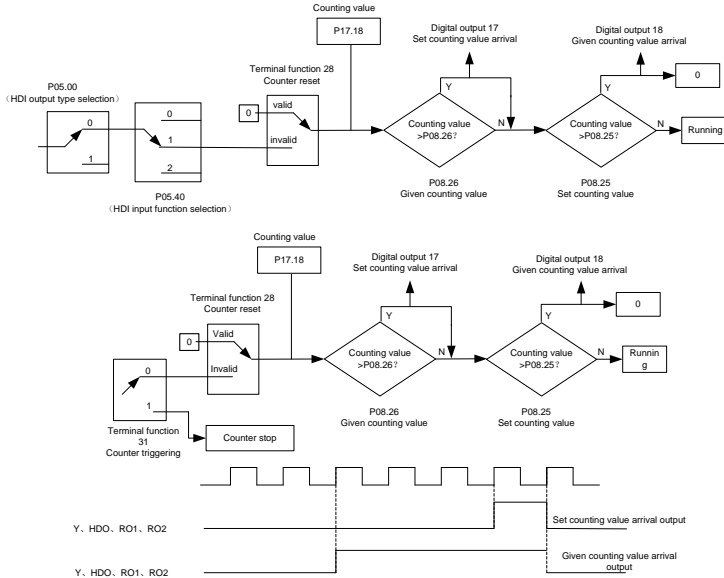 Counting value
P17.18
Digital output 17
Set counting value arrival
Digital output 18
Given counting value arrival
P05.00
（HDI output type selection）
Terminal function 28
Counter reset
0
1
0
1
2
0
valid
invalid
Y
Counting value
>P08.26?
N
Y
0
Counting value
>P08.25?
N
Running
P08.26
Given counting value
P08.25
Set counting value
P05.40
（HDI input function selection）
Counting value
P17.18
Digital output 17
Set counting value arrival
Digital output 18
Given counting value arrival
Terminal function 28
Counter reset
0
Valid
Invalid
Y
Counting value
>P08.26?
N
Y
0
Counting value
>P08.25?
N
Runnin
g
0
1
Terminal function
31
Counter triggering
Counter stop
P08.26
Given counting value
P08.25
Set counting value
Y、HDO、RO1、RO2
Set counting value arrival output
Given counting value arrival
output
Y、HDO、RO1、RO2